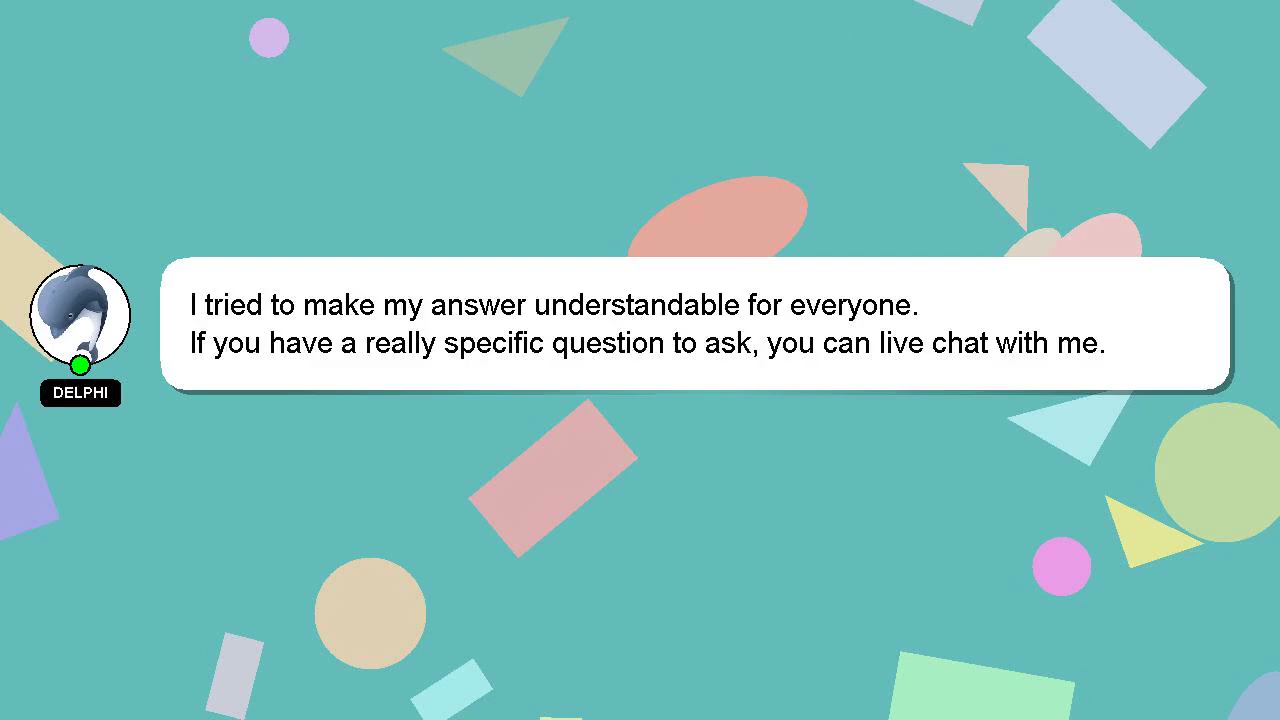 I tried to make my answer understandable for everyone.
If you have a really specific question to ask, you can live chat with me.
DELPHI